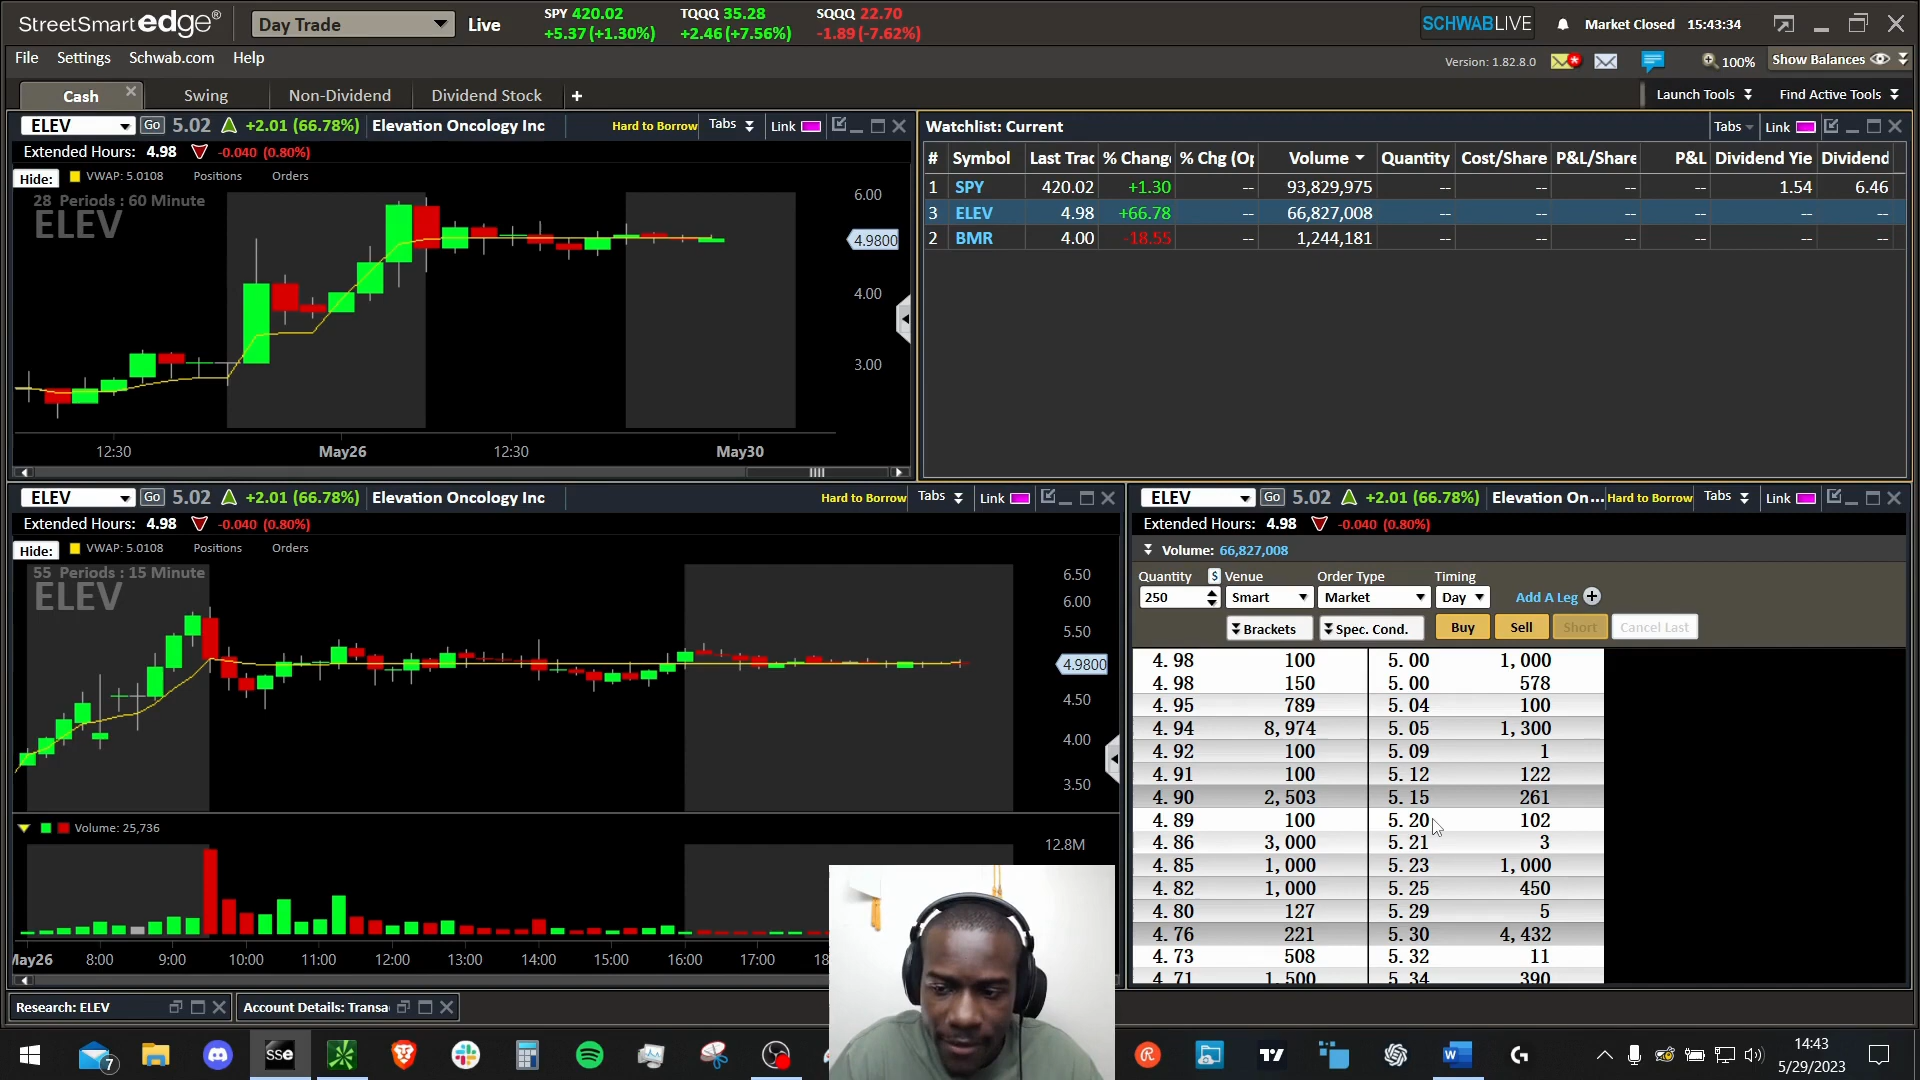 StreetSmart edge® Day Trade Live
SPY 420.02 TQQQ 35.28 SQQQ 22.70
+5.37 (+1.30%) +2.46 (+7.56%) -1.89 (-7.62%)
SCHWABLIVE Market Closed 15:43:34
File Settings Schwab.com Help
Version: 1.82.8.0 100% Show Balances
Cash Swing Non-Dividend Dividend Stock +
Launch Tools Find Active Tools
ELEV Go 5.02 +2.01 (66.78%) Elevation Oncology Inc Hard to Borrow Tabs Link
Extended Hours: 4.98 -0.040 (0.80%)
Hide: VWAP: 5.0108 Positions Orders
28 Periods : 60 Minute
ELEV
6.00
4.9800
4.00
3.00
12:30 May26 12:30 May30
Watchlist: Current Tabs Link
# Symbol Last Trac % Change % Chg (Op Volume Quantity Cost/Share P&L/Share P&L Dividend Yie Dividend
1 SPY 420.02 +1.30 -- 93,829,975 -- -- -- -- 1.54 6.46
3 ELEV 4.98 +66.78 -- 66,827,008 -- -- -- -- -- --
2 BMR 4.00 -18.55 -- 1,244,181 -- -- -- -- -- --
ELEV Go 5.02 +2.01 (66.78%) Elevation Oncology Inc Hard to Borrow Tabs Link
Extended Hours: 4.98 -0.040 (0.80%)
Hide: VWAP: 5.0108 Positions Orders
55 Periods : 15 Minute
ELEV
6.50
6.00
5.50
4.9800
4.50
4.00
3.50
Volume: 25,736
12.8M
May26 8:00 9:00 10:00 11:00 12:00 13:00 14:00 15:00 16:00 17:00
ELEV Go 5.02 +2.01 (66.78%) Elevation On... Hard to Borrow Tabs Link
Extended Hours: 4.98 -0.040 (0.80%)
Volume: 66,827,008
Quantity $ Venue Order Type Timing
250 Smart Market Day Add A Leg
Brackets Spec. Cond. Buy Sell Short Cancel Last
4.98 100 5.00 1,000
4.98 150 5.00 578
4.95 789 5.04 100
4.94 8,974 5.05 1,300
4.92 100 5.09 1
4.91 100 5.12 122
4.90 2,503 5.15 261
4.89 100 5.20 102
4.86 3,000 5.21 3
4.85 1,000 5.23 1,000
4.82 1,000 5.25 450
4.80 127 5.29 5
4.76 221 5.30 4,432
4.73 508 5.32 11
4.71 1,500 5.34 390
Research: ELEV Account Details: Transa
7 sse 14:43
5/29/2023